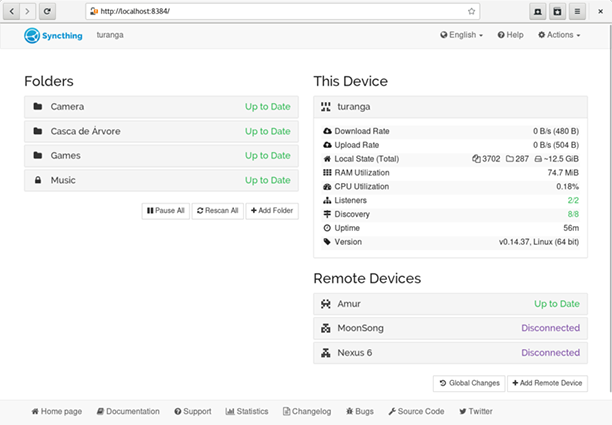 http://localhost:8384/
Syncthing turanga English Help Actions
Folders
Camera Up to Date
Casca de Árvore Up to Date
Games Up to Date
Music Up to Date
Pause All Rescan All Add Folder
This Device
turanga
Download Rate 0 B/s (480 B)
Upload Rate 0 B/s (504 B)
Local State (Total) 3702 287 ~12.5 GiB
RAM Utilization 74.7 MiB
CPU Utilization 0.18%
Listeners 2/2
Discovery 8/8
Uptime 56m
Version v0.14.37, Linux (64 bit)
Remote Devices
Amur Up to Date
MoonSong Disconnected
Nexus 6 Disconnected
Global Changes Add Remote Device
Home page Documentation Support Statistics Changelog Bugs Source Code Twitter